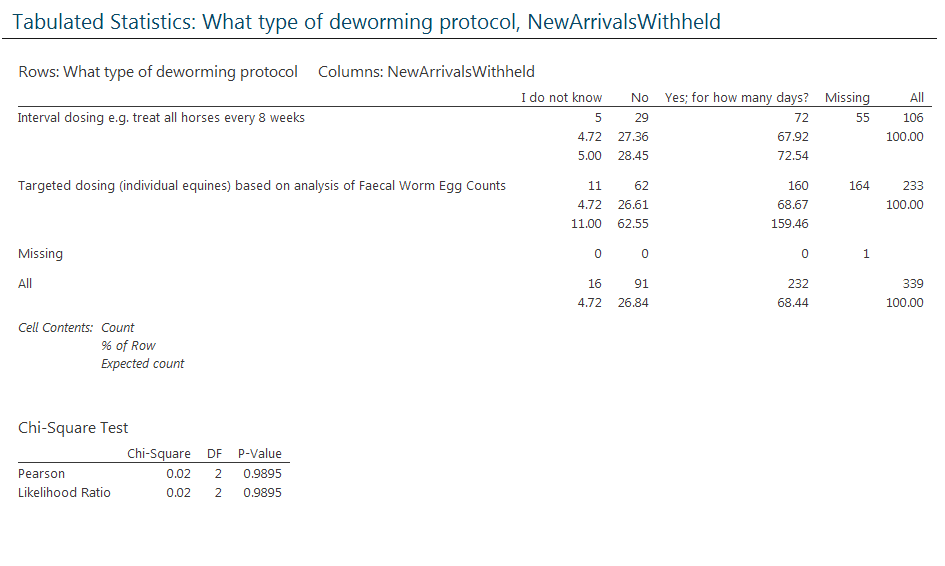 Tabulated Statistics: What type of deworming protocol, NewArrivalsWithheld
Rows: What type of deworming protocol Columns: NewArrivalsWithheld
I do not know No Yes; for how many days? Missing All
Interval dosing e.g. treat all horses every 8 weeks 5 29 72 55 106
4.72 27.36 67.92 100.00
5.00 28.45 72.54
Targeted dosing (individual equines) based on analysis of Faecal Worm Egg Counts 11 62 160 164 233
4.72 26.61 68.67 100.00
11.00 62.55 159.46
Missing 0 0 0 1
All 16 91 232 339
4.72 26.84 68.44 100.00
Cell Contents: Count
% of Row
Expected count
Chi-Square Test
Chi-Square DF P-Value
Pearson 0.02 2 0.9895
Likelihood Ratio 0.02 2 0.9895